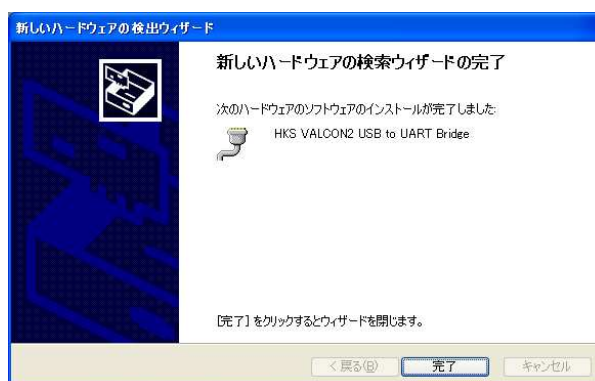 新しいハードウェアの検出ウィザード
新しいハードウェアの検索ウィザードの完了
次のハードウェアのソフトウェアのインストールが完了しました:
HKS VALCON2 USB to UART Bridge
[完了] をクリックするとウィザードを閉じます。
< 戻る(B)
完了
キャンセル